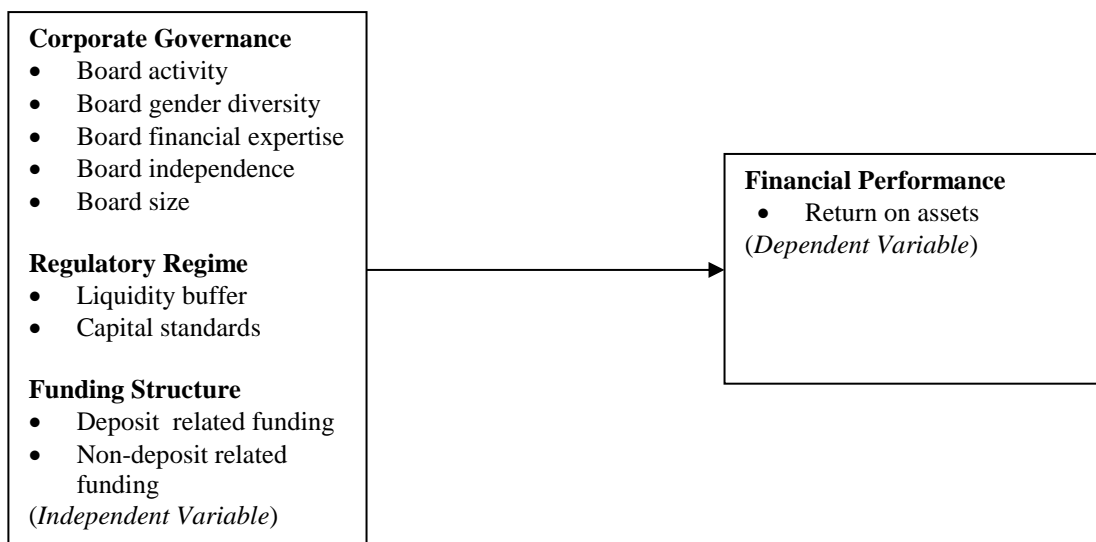 Corporate Governance
• Board activity
• Board gender diversity
• Board financial expertise
• Board independence
• Board size
Regulatory Regime
• Liquidity buffer
• Capital standards
Funding Structure
• Deposit related funding
• Non-deposit related
funding
(Independent Variable)
Financial Performance
• Return on assets
(Dependent Variable)